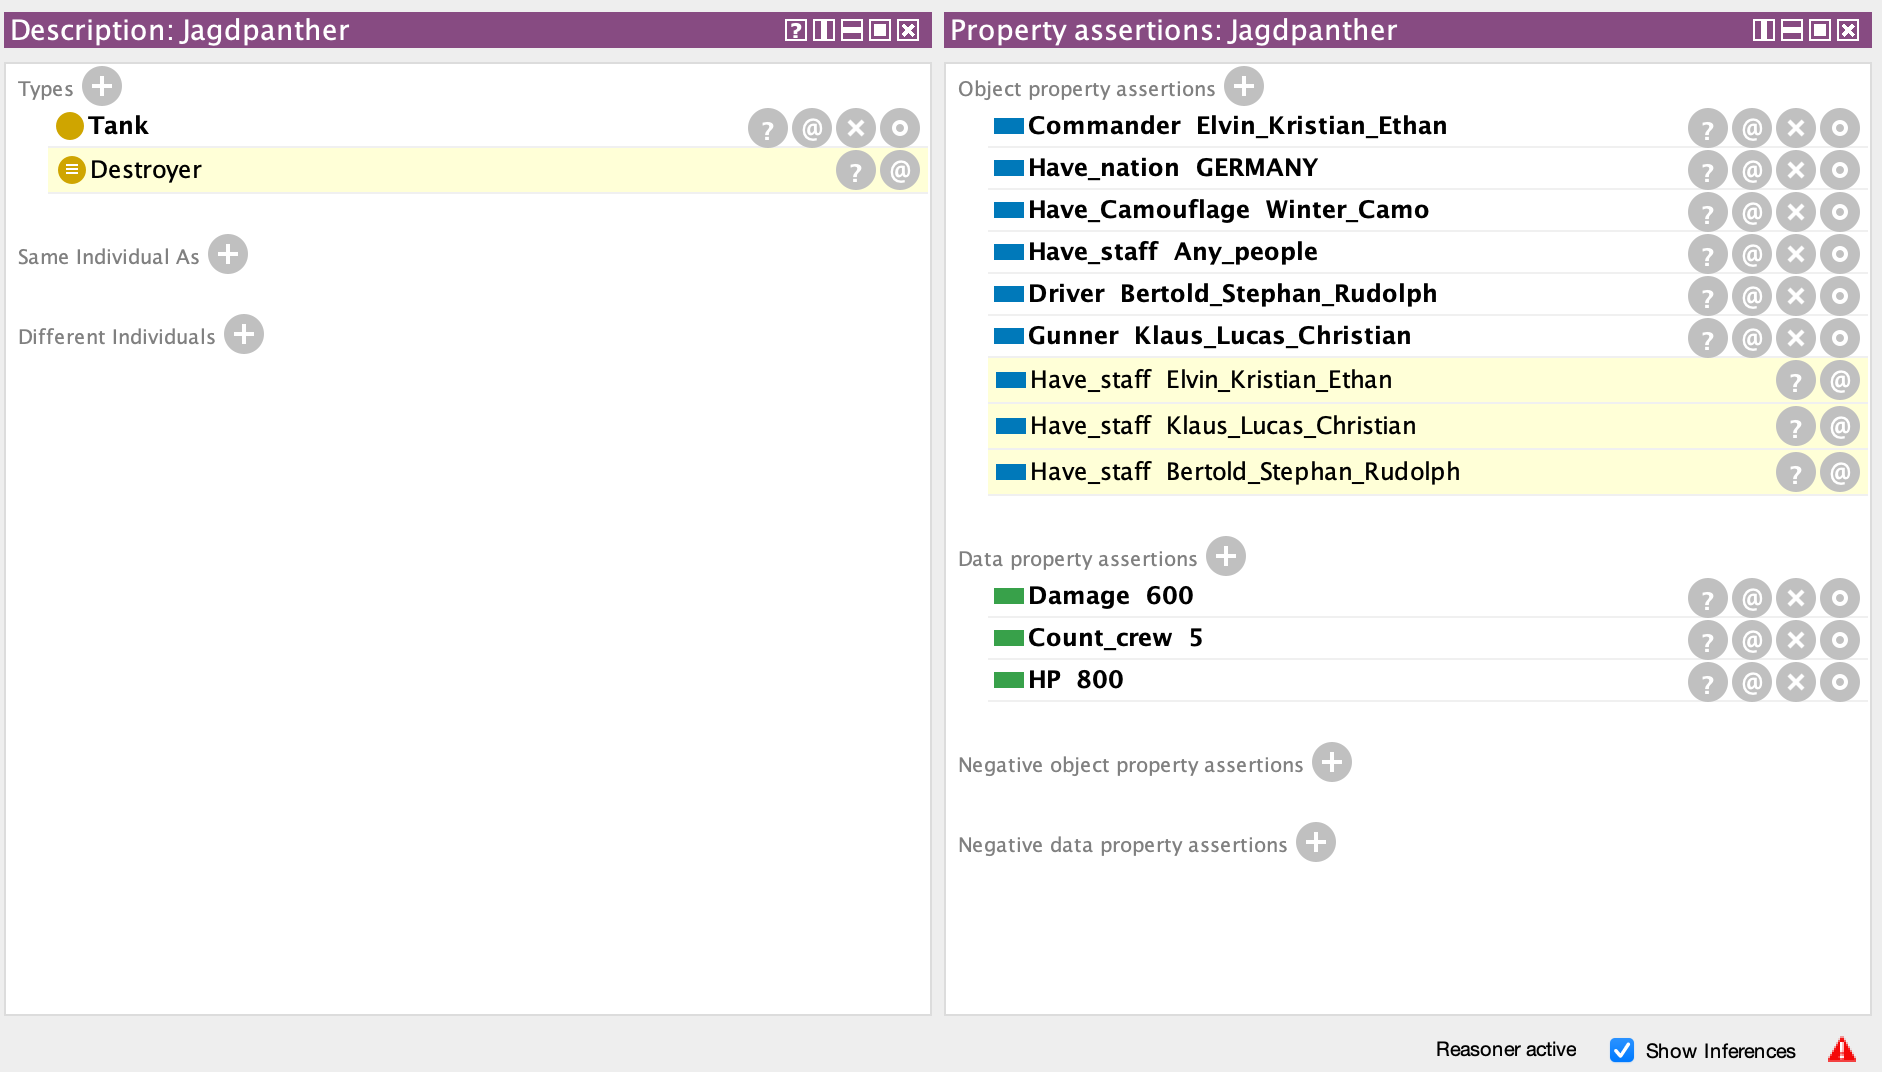 Description: Jagdpanther
Types
Tank
Destroyer
Same Individual As
Different Individuals
Property assertions: Jagdpanther
Object property assertions
Commander Elvin_Kristian_Ethan
Have_nation GERMANY
Have_Camouflage Winter_Camo
Have_staff Any_people
Driver Bertold_Stephan_Rudolph
Gunner Klaus_Lucas_Christian
Have_staff Elvin_Kristian_Ethan
Have_staff Klaus_Lucas_Christian
Have_staff Bertold_Stephan_Rudolph
Data property assertions
Damage 600
Count_crew 5
HP 800
Negative object property assertions
Negative data property assertions
Reasoner active
Show Inferences